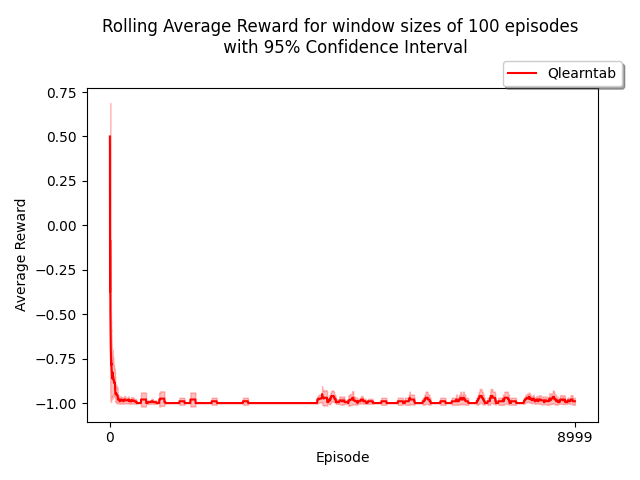 Rolling Average Reward for window sizes of 100 episodes
with 95% Confidence Interval
Qlearntab
0.75
0.50
0.25
0.00
−0.25
−0.50
−0.75
−1.00
Average Reward
0
8999
Episode